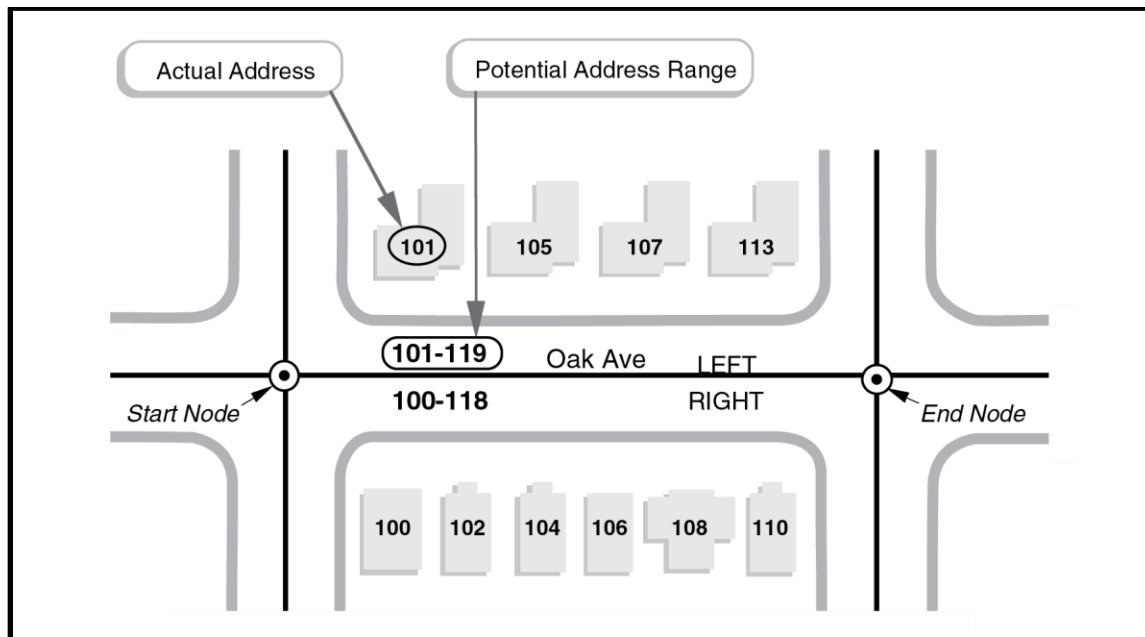 Actual Address
Potential Address Range
101
105
107
113
101-119
Oak Ave
LEFT
100-118
RIGHT
Start Node
End Node
100
102
104
106
108
110